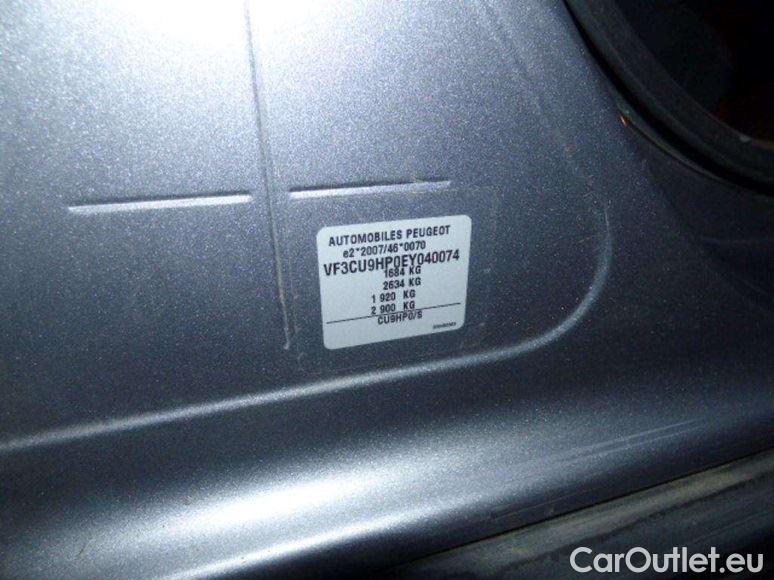 AUTOMOBILES PEUGEOT
e2*2007/46*0070
VF3CU9HP0EY040074
1684 KG
2634 KG
1 920 KG
2 900 KG
CU9HP0/S
CarOutlet.eu